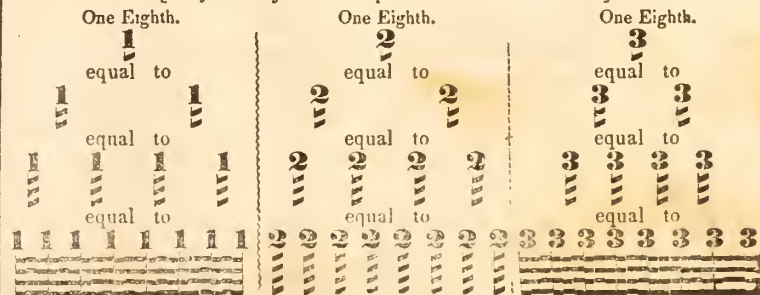 One Eighth. One Eighth. One Eighth.
1 2 3
equal to equal to equal to
1 1 2 2 3 3
equal to equal to equal to
1 1 1 1 2 2 2 2 3 3 3 3
equal to equal to equal to
1 1 1 1 1 1 1 1 2 2 2 2 2 2 2 2 3 3 3 3 3 3 3 3